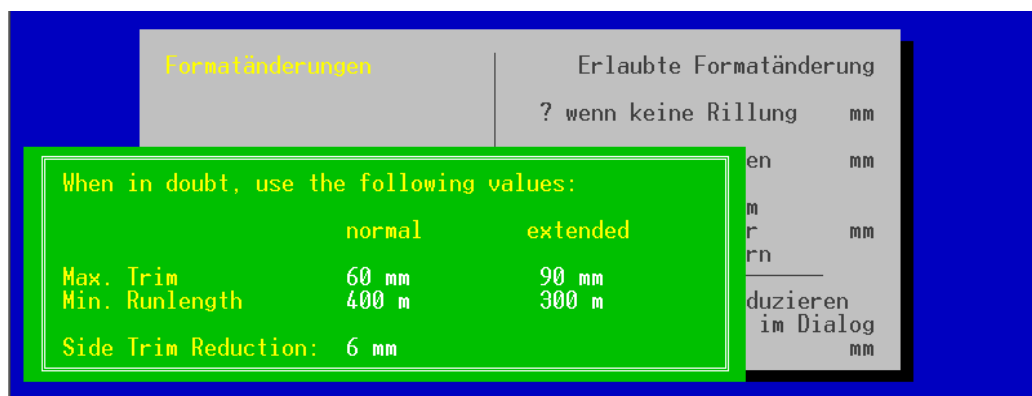 Formatänderungen
Erlaubte Formatänderung
? wenn keine Rillung mm
en mm
When in doubt, use the following values:
m
normal extended
r mm
rn
Max. Trim 60 mm 90 mm
Min. Runlength 400 m 300 m
duzieren
im Dialog
Side Trim Reduction: 6 mm
mm